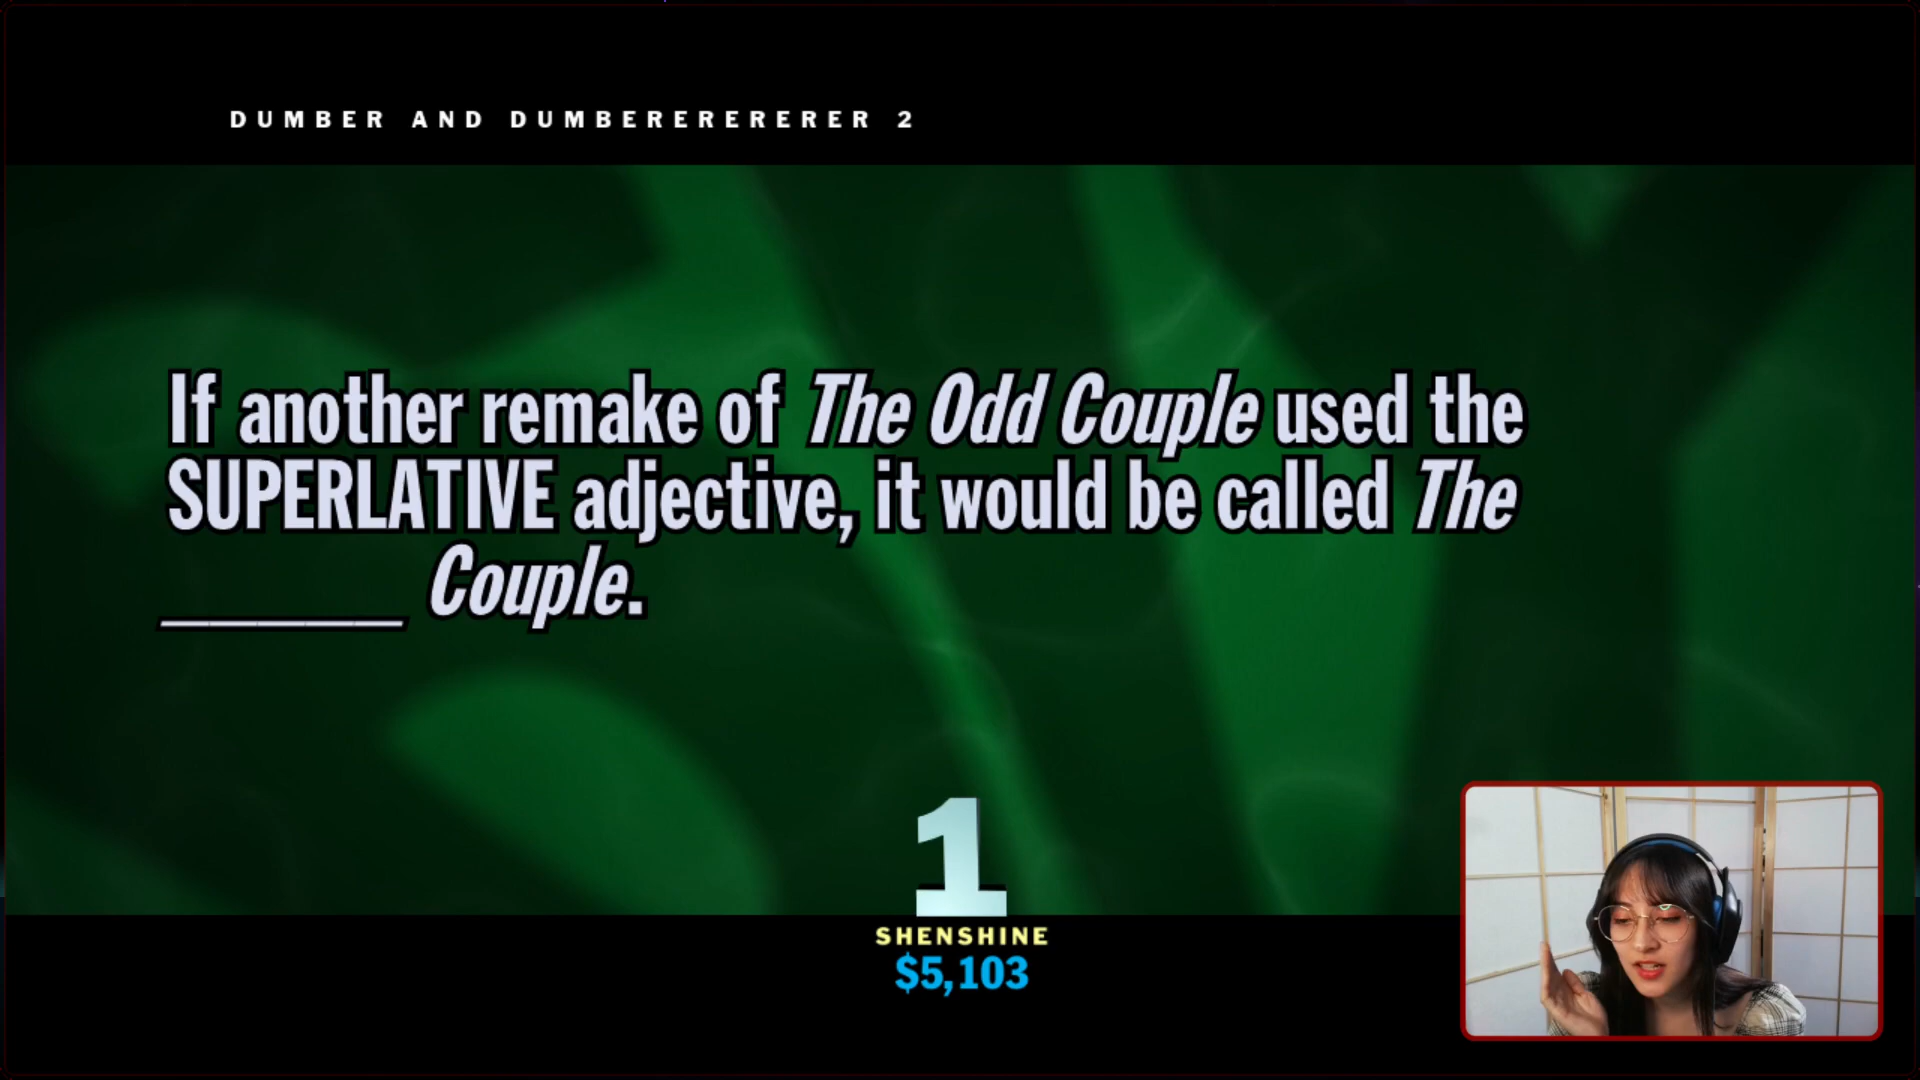 DUMBER AND DUMBERERERERER 2
If another remake of The Odd Couple used the
SUPERLATIVE adjective, it would be called The
______ Couple.
1
SHENSHINE
$5,103